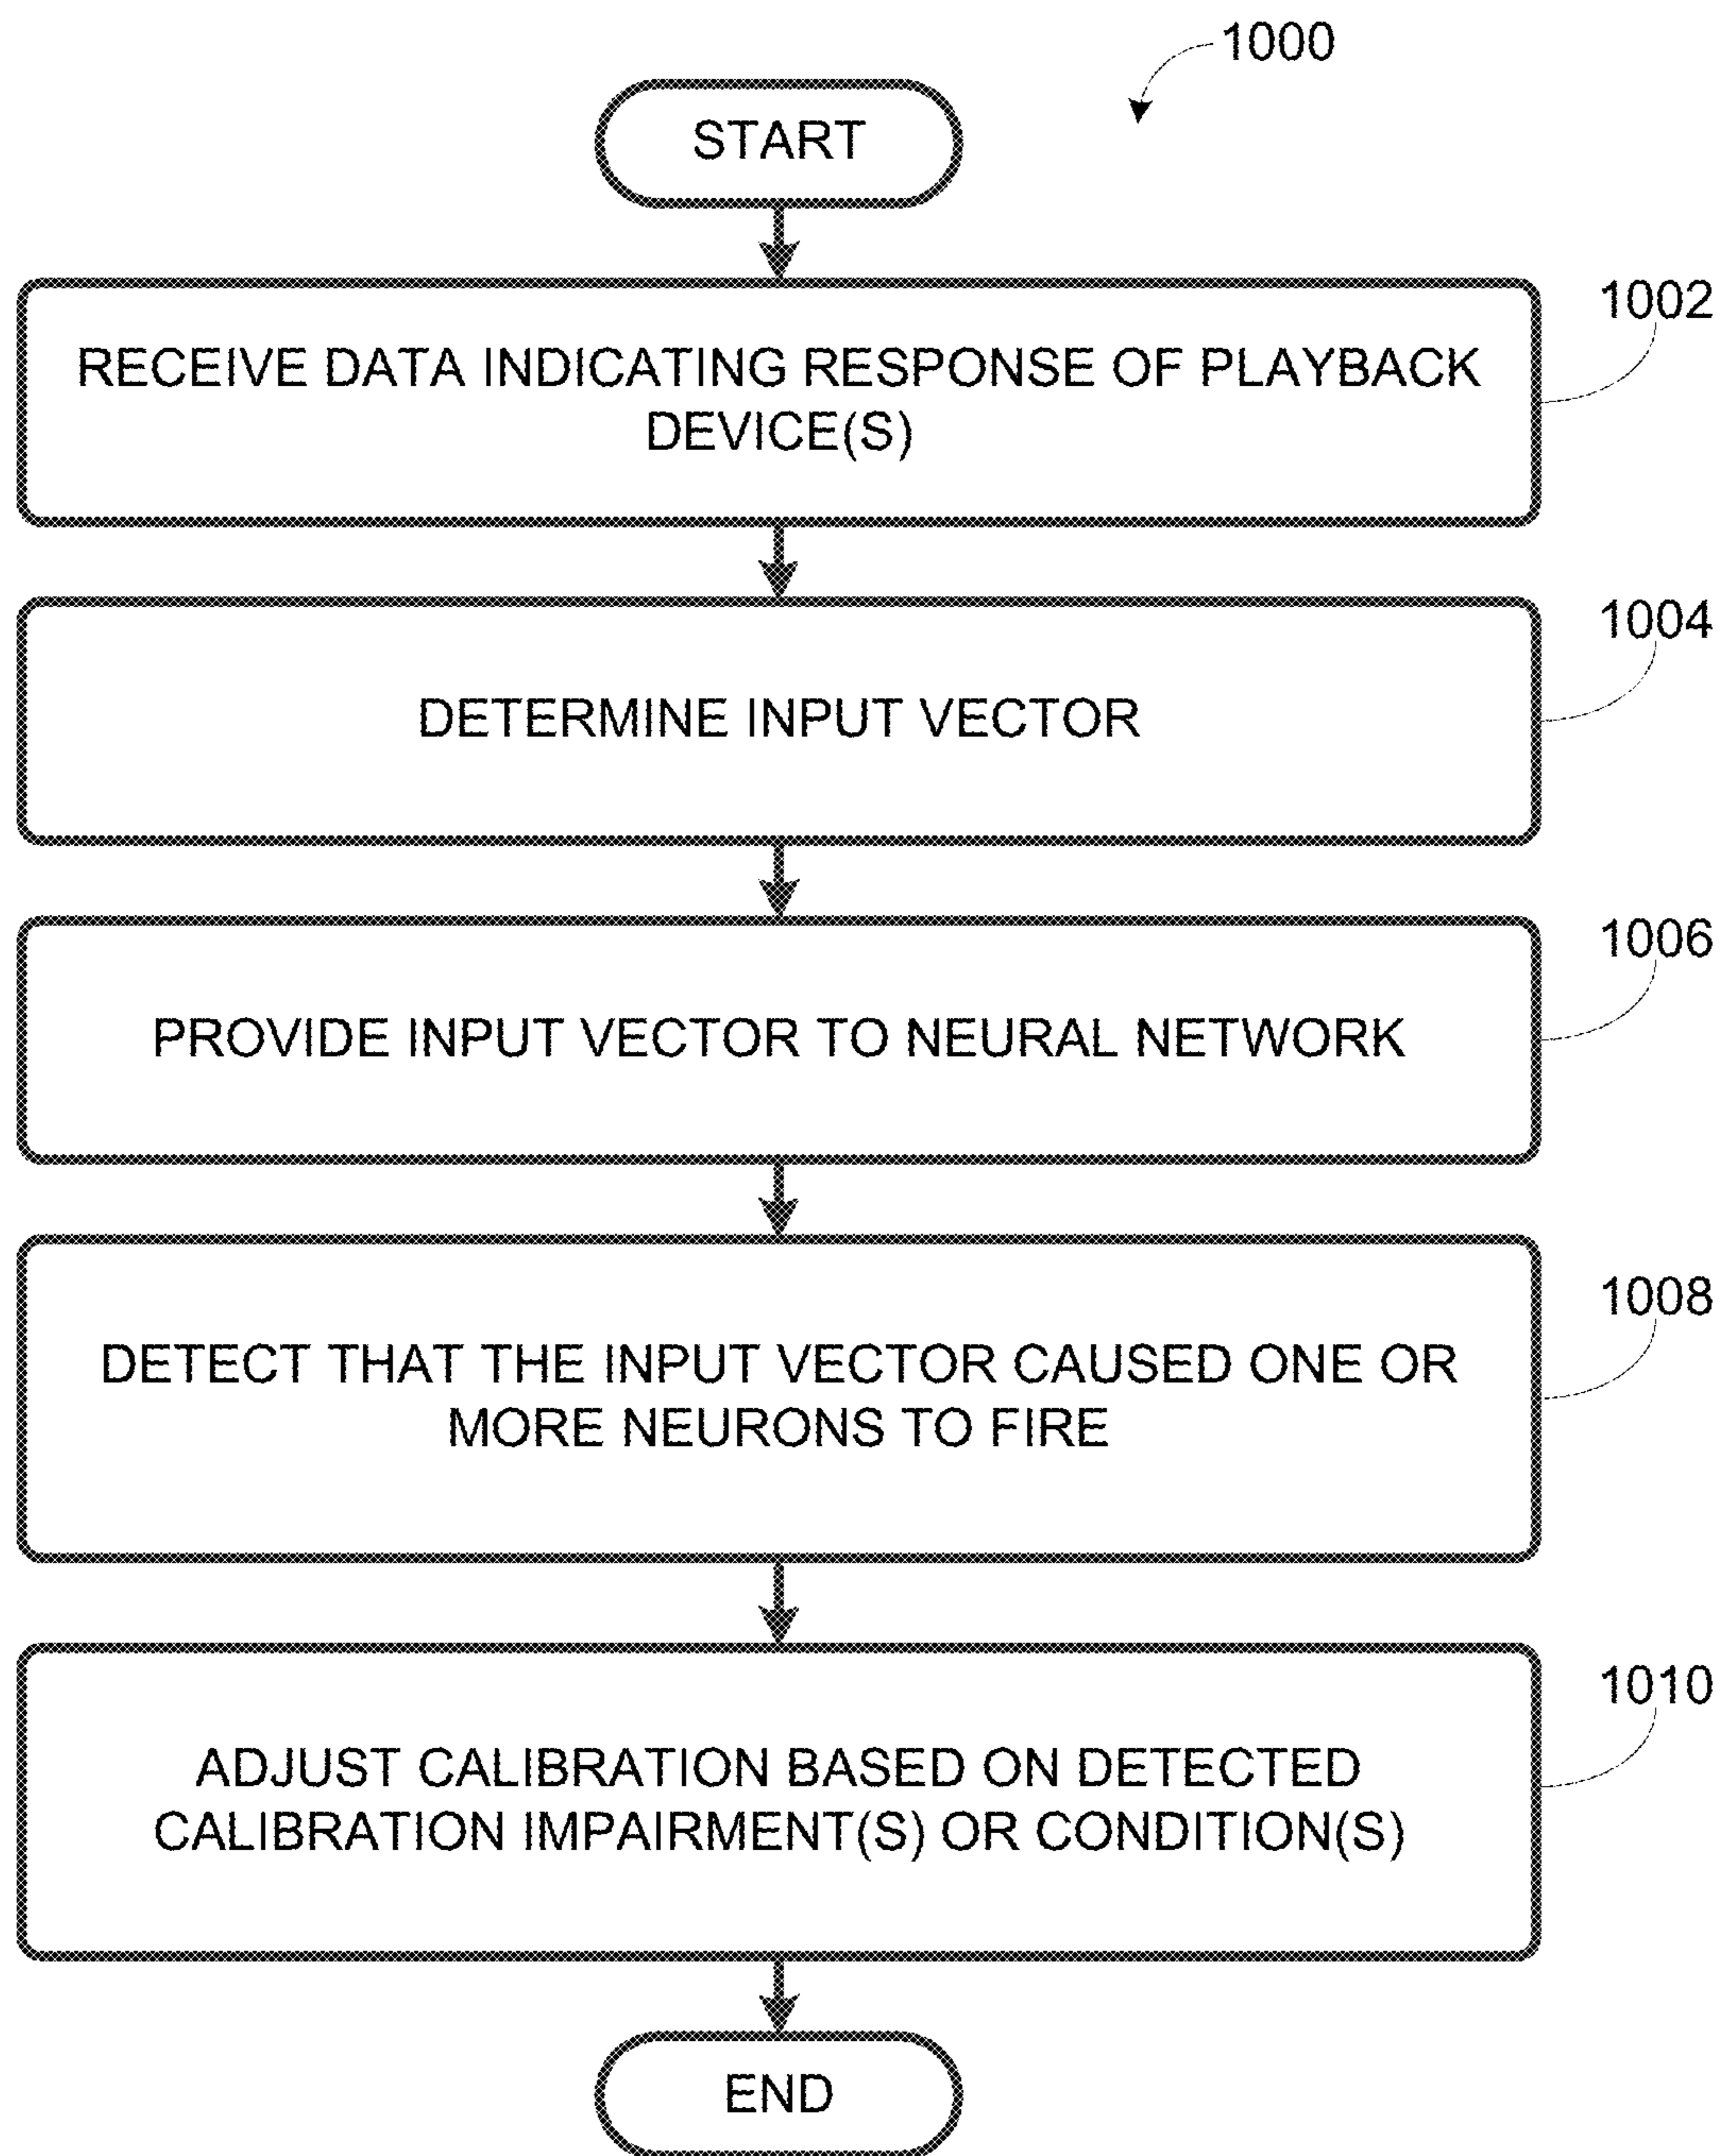 1000
START
1002
RECEIVE DATA INDICATING RESPONSE OF PLAYBACK
DEVICE(S)
1004
DETERMINE INPUT VECTOR
1006
PROVIDE INPUT VECTOR TO NEURAL NETWORK
1008
DETECT THAT THE INPUT VECTOR CAUSED ONE OR
MORE NEURONS TO FIRE
1010
ADJUST CALIBRATION BASED ON DETECTED
CALIBRATION IMPAIRMENT(S) OR CONDITION(S)
END